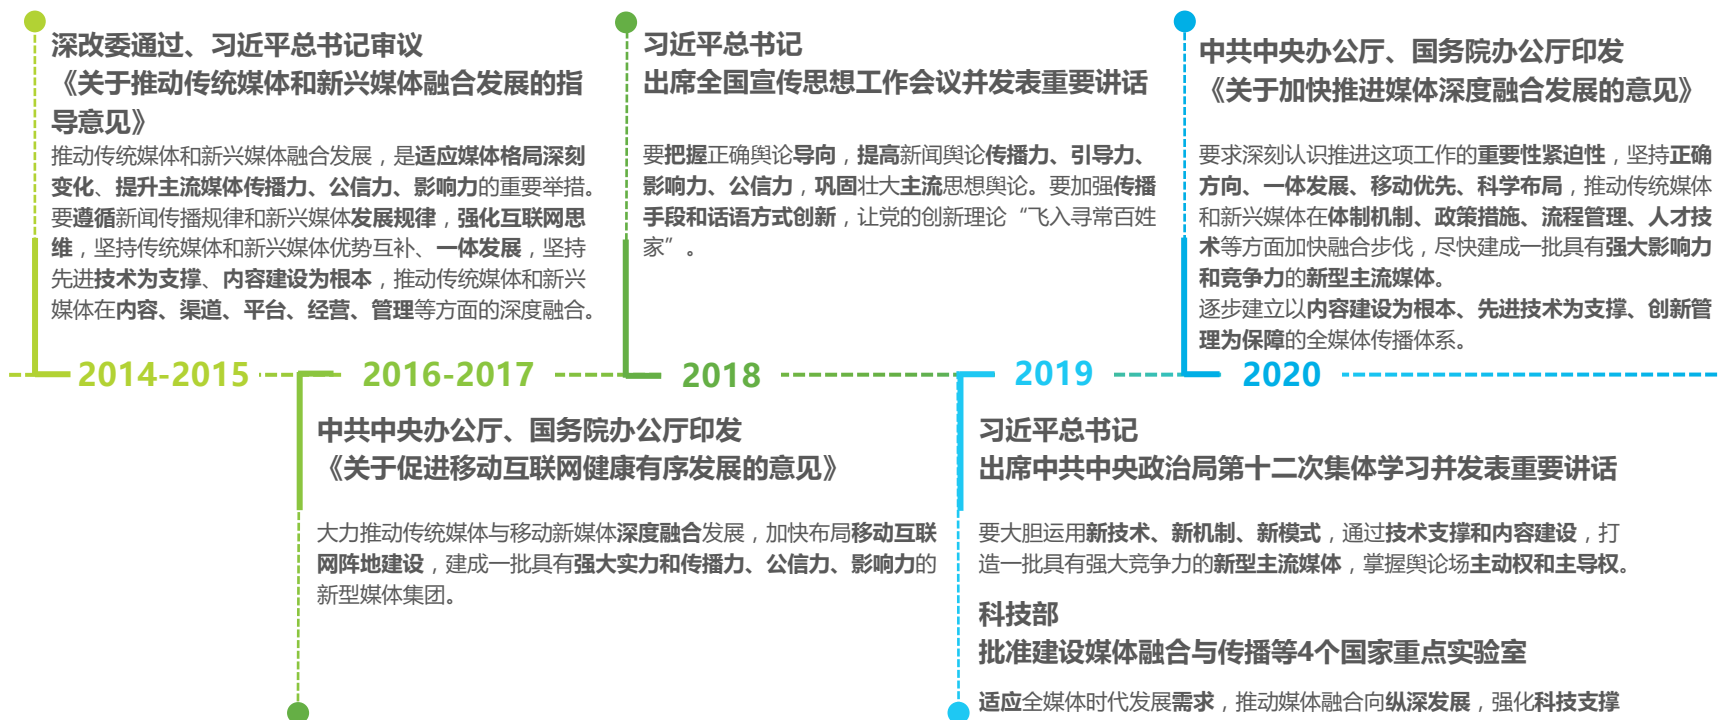 深改委通过、习近平总书记审议
《关于推动传统媒体和新兴媒体融合发展的指
导意见》
推动传统媒体和新兴媒体融合发展，是适应媒体格局深刻
变化、提升主流媒体传播力、公信力、影响力的重要举措。
要遵循新闻传播规律和新兴媒体发展规律，强化互联网思
维，坚持传统媒体和新兴媒体优势互补、一体发展，坚持
先进技术为支撑、内容建设为根本，推动传统媒体和新兴
媒体在内容、渠道、平台、经营、管理等方面的深度融合。
2014-2015
2016-2017
中共中央办公厅、国务院办公厅印发
《关于促进移动互联网健康有序发展的意见》
大力推动传统媒体与移动新媒体深度融合发展，加快布局移动互联
网阵地建设，建成一批具有强大实力和传播力、公信力、影响力的
新型媒体集团。
习近平总书记
出席全国宣传思想工作会议并发表重要讲话
要把握正确舆论导向，提高新闻舆论传播力、引导力、
影响力、公信力，巩固壮大主流思想舆论。要加强传播
手段和话语方式创新，让党的创新理论“飞入寻常百姓
家”。
2018
2019
习近平总书记
出席中共中央政治局第十二次集体学习并发表重要讲话
要大胆运用新技术、新机制、新模式，通过技术支撑和内容建设，打
造一批具有强大竞争力的新型主流媒体，掌握舆论场主动权和主导权。
科技部
批准建设媒体融合与传播等4个国家重点实验室
适应全媒体时代发展需求，推动媒体融合向纵深发展，强化科技支撑
中共中央办公厅、国务院办公厅印发
《关于加快推进媒体深度融合发展的意见》
要求深刻认识推进这项工作的重要性紧迫性，坚持正确
方向、一体发展、移动优先、科学布局，推动传统媒体
和新兴媒体在体制机制、政策措施、流程管理、人才技
术等方面加快融合步伐，尽快建成一批具有强大影响力
和竞争力的新型主流媒体。
逐步建立以内容建设为根本、先进技术为支撑、创新管
理为保障的全媒体传播体系。
2020